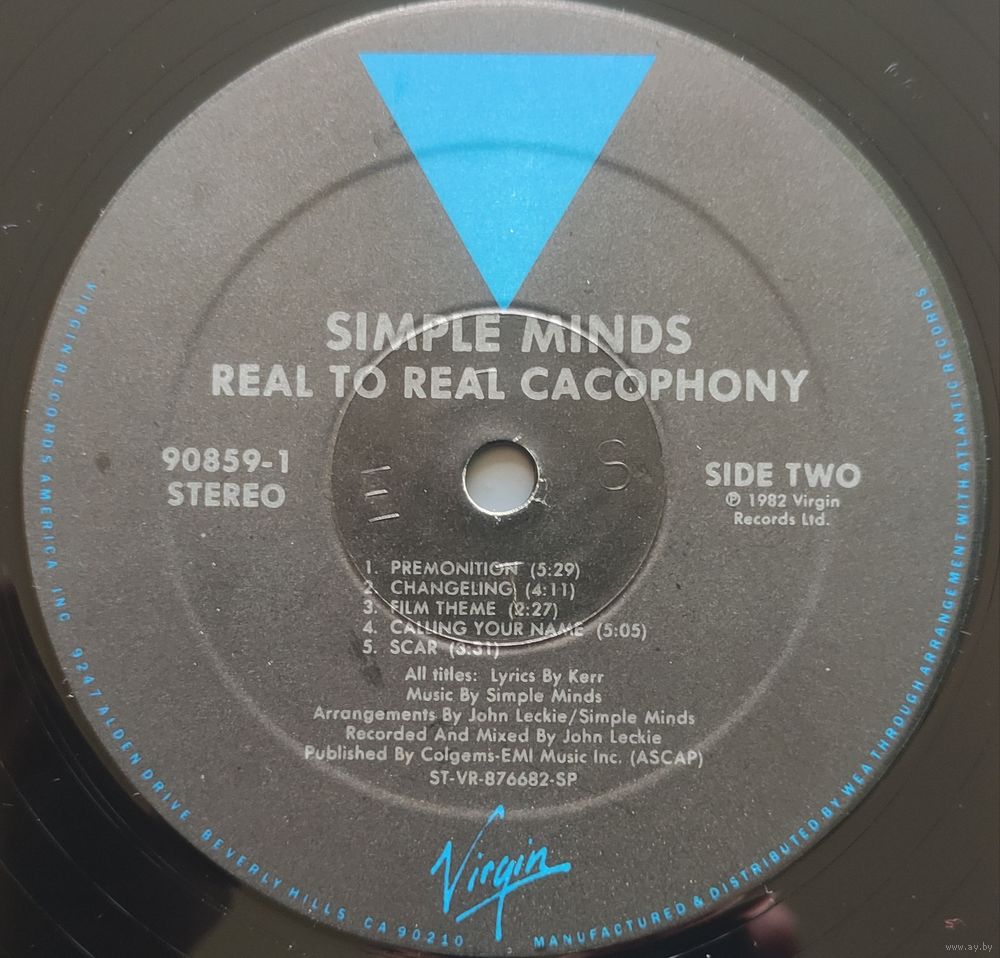 SIMPLE MINDS
REAL TO REAL CACOPHONY
90859-1
STEREO
SIDE TWO
℗ 1982 Virgin
Records Ltd.
1. PREMONITION (5:29)
2. CHANGELING (4:11)
3. FILM THEME (2:27)
4. CALLING YOUR NAME (5:05)
5. SCAR (3:31)
All titles: Lyrics By Kerr
Music By Simple Minds
Arrangements By John Leckie/Simple Minds
Recorded And Mixed By John Leckie
Published By Colgems-EMI Music Inc. (ASCAP)
ST-VR-876682-SP
Virgin
VIRGIN RECORDS AMERICA, INC. 9247 ALDEN DRIVE BEVERLY HILLS, CA 90210
MANUFACTURED & DISTRIBUTED BY WEA THROUGH ARRANGEMENT WITH ATLANTIC RECORDS
www.ay.by